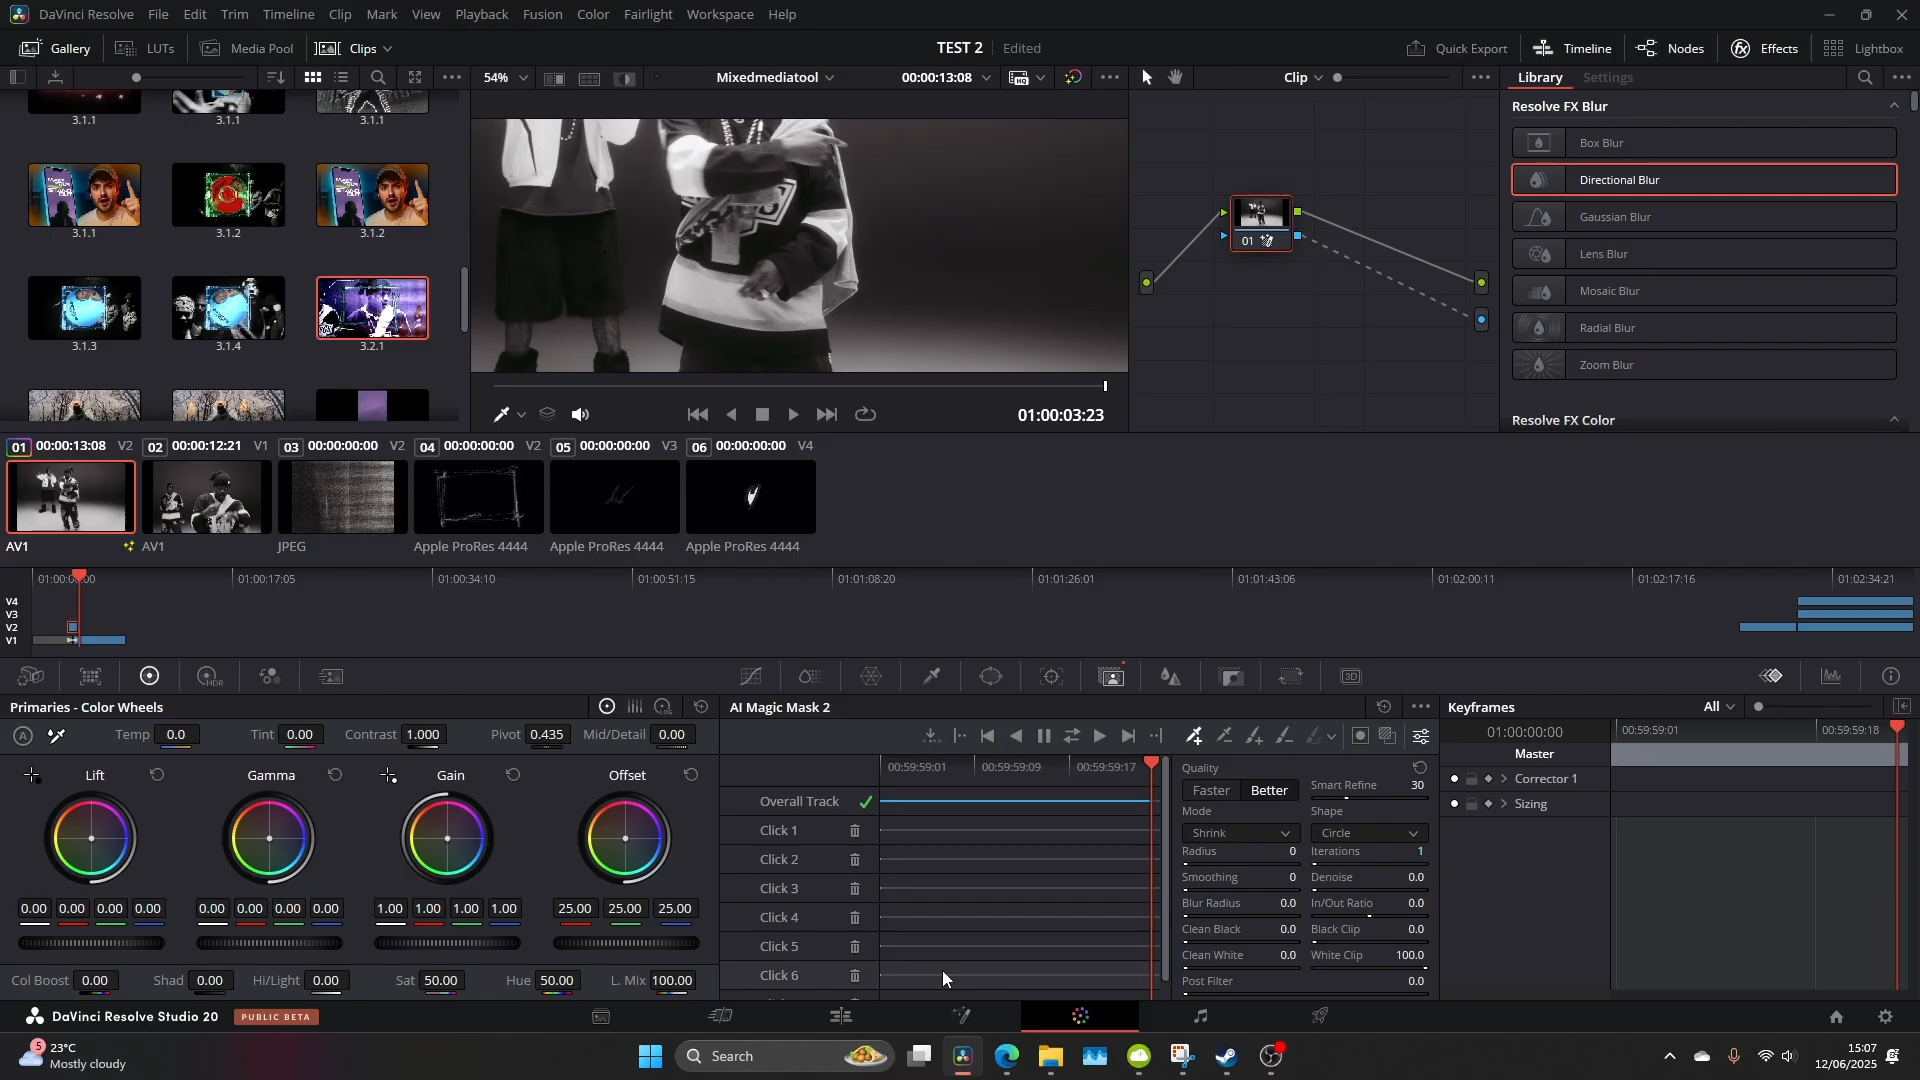 DaVinci Resolve File Edit Trim Timeline Clip Mark View Playback Fusion Color Fairlight Workspace Help
Gallery LUTs Media Pool Clips TEST 2 Edited Quick Export Timeline Nodes Effects Lightbox
54% Mixedmediatool 00:00:13:08 Clip Library Settings
3.1.1 3.1.1 3.1.1
3.1.1 3.1.2 3.1.2
3.1.3 3.1.4 3.2.1
01:00:03:23
01
Resolve FX Blur
Box Blur
Directional Blur
Gaussian Blur
Lens Blur
Mosaic Blur
Radial Blur
Zoom Blur
Resolve FX Color
01 00:00:13:08 V2 02 00:00:12:21 V1 03 00:00:00:00 V2 04 00:00:00:00 V2 05 00:00:00:00 V3 06 00:00:00:00 V4
AV1 AV1 JPEG Apple ProRes 4444 Apple ProRes 4444 Apple ProRes 4444
01:00:17:05 01:00:34:10 01:00:51:15 01:01:08:20 01:01:26:01 01:01:43:06 01:02:00:11 01:02:17:16 01:02:34:21
V4
V3
V2
V1
HDR 3D
Primaries - Color Wheels
A Temp 0.0 Tint 0.00 Contrast 1.000 Pivot 0.435 Mid/Detail 0.00
Lift Gamma Gain Offset
0.00 0.00 0.00 0.00 0.00 0.00 0.00 0.00 1.00 1.00 1.00 1.00 25.00 25.00 25.00
Col Boost 0.00 Shad 0.00 Hi/Light 0.00 Sat 50.00 Hue 50.00 L. Mix 100.00
AI Magic Mask 2
00:59:59:01 00:59:59:09 00:59:59:17
Overall Track
Click 1
Click 2
Click 3
Click 4
Click 5
Click 6
Quality
Faster Better Smart Refine 30
Mode Shape
Shrink Circle
Radius 0 Iterations 1
Smoothing 0 Denoise 0.0
Blur Radius 0.0 In/Out Ratio 0.0
Clean Black 0.0 Black Clip 0.0
Clean White 0.0 White Clip 100.0
Post Filter 0.0
Keyframes All
01:00:00:00 00:59:59:01 00:59:59:18
Master
Corrector 1
Sizing
DaVinci Resolve Studio 20 PUBLIC BETA
5 23°C
Mostly cloudy
Search
15:07
12/06/2025